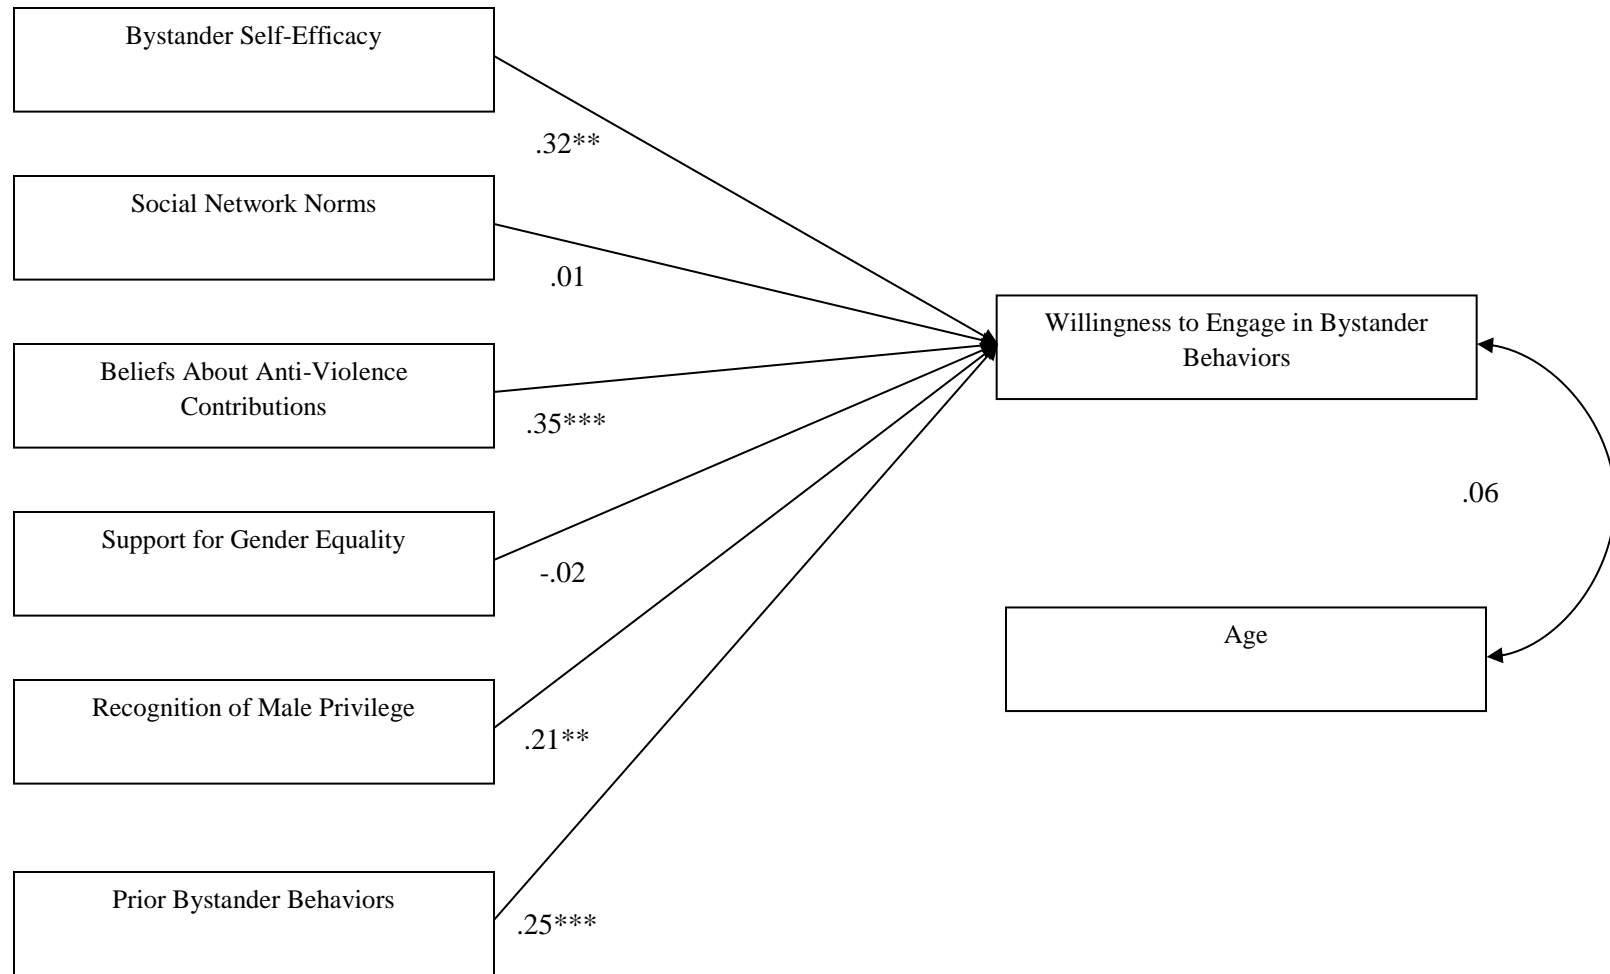 Bystander Self-Efficacy
.32**
Social Network Norms
.01
Willingness to Engage in Bystander
Behaviors
Beliefs About Anti-Violence
Contributions
.35***
.06
Support for Gender Equality
-.02
Age
Recognition of Male Privilege
.21**
Prior Bystander Behaviors
.25***